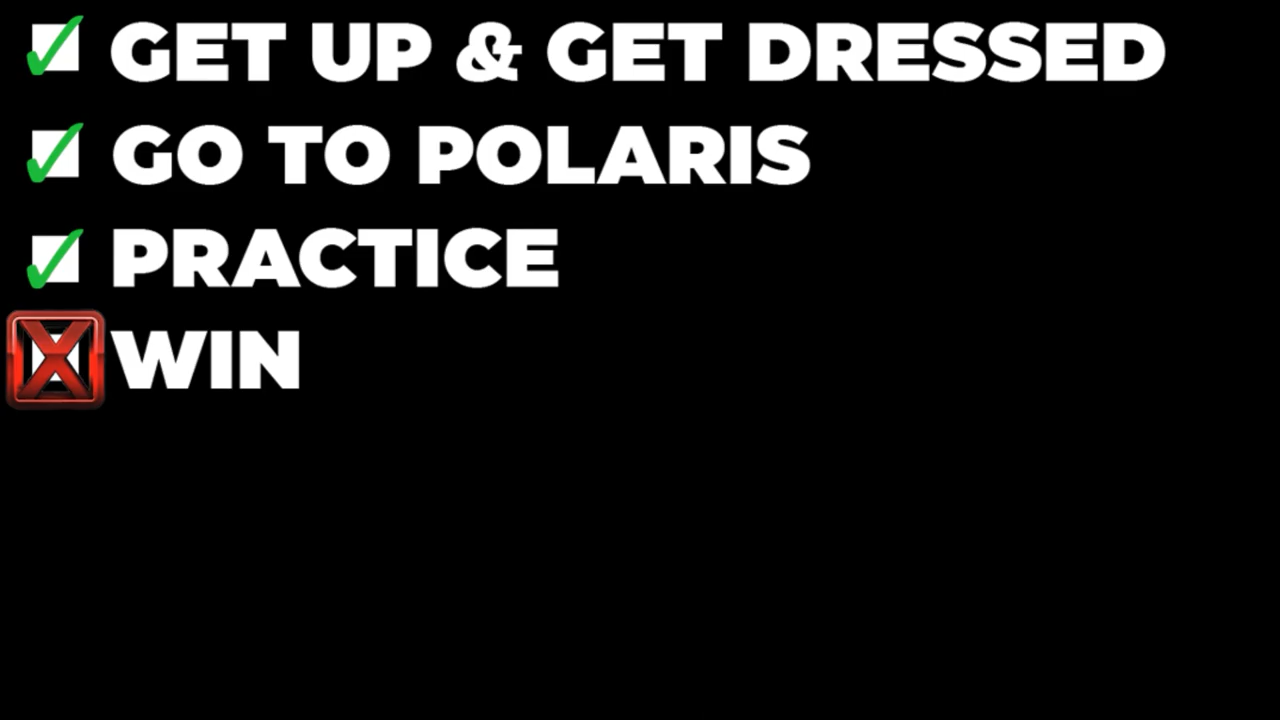 GET UP & GET DRESSED
GO TO POLARIS
PRACTICE
WIN